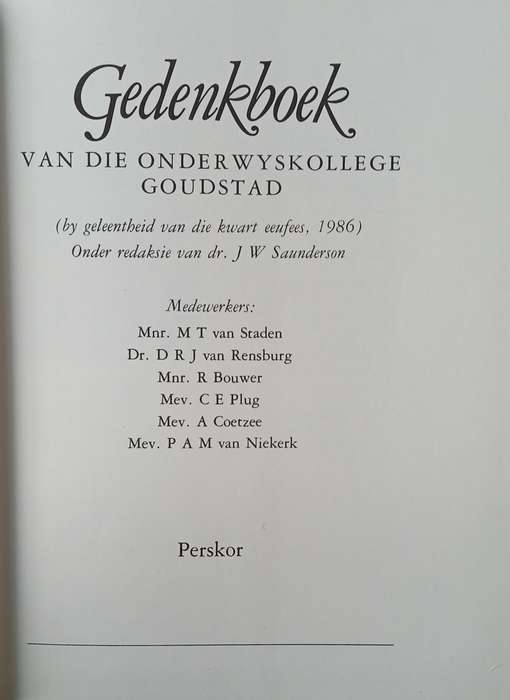 Gedenkboek
VAN DIE ONDERWYSKOLLEGE
GOUDSTAD
(by geleentheid van die kwart eeufees, 1986)
Onder redaksie van dr. J W Saunderson
Medewerkers:
Mnr. M T van Staden
Dr. D R J van Rensburg
Mnr. R Bouwer
Mev. C E Plug
Mev. A Coetzee
Mev. P A M van Niekerk
Perskor